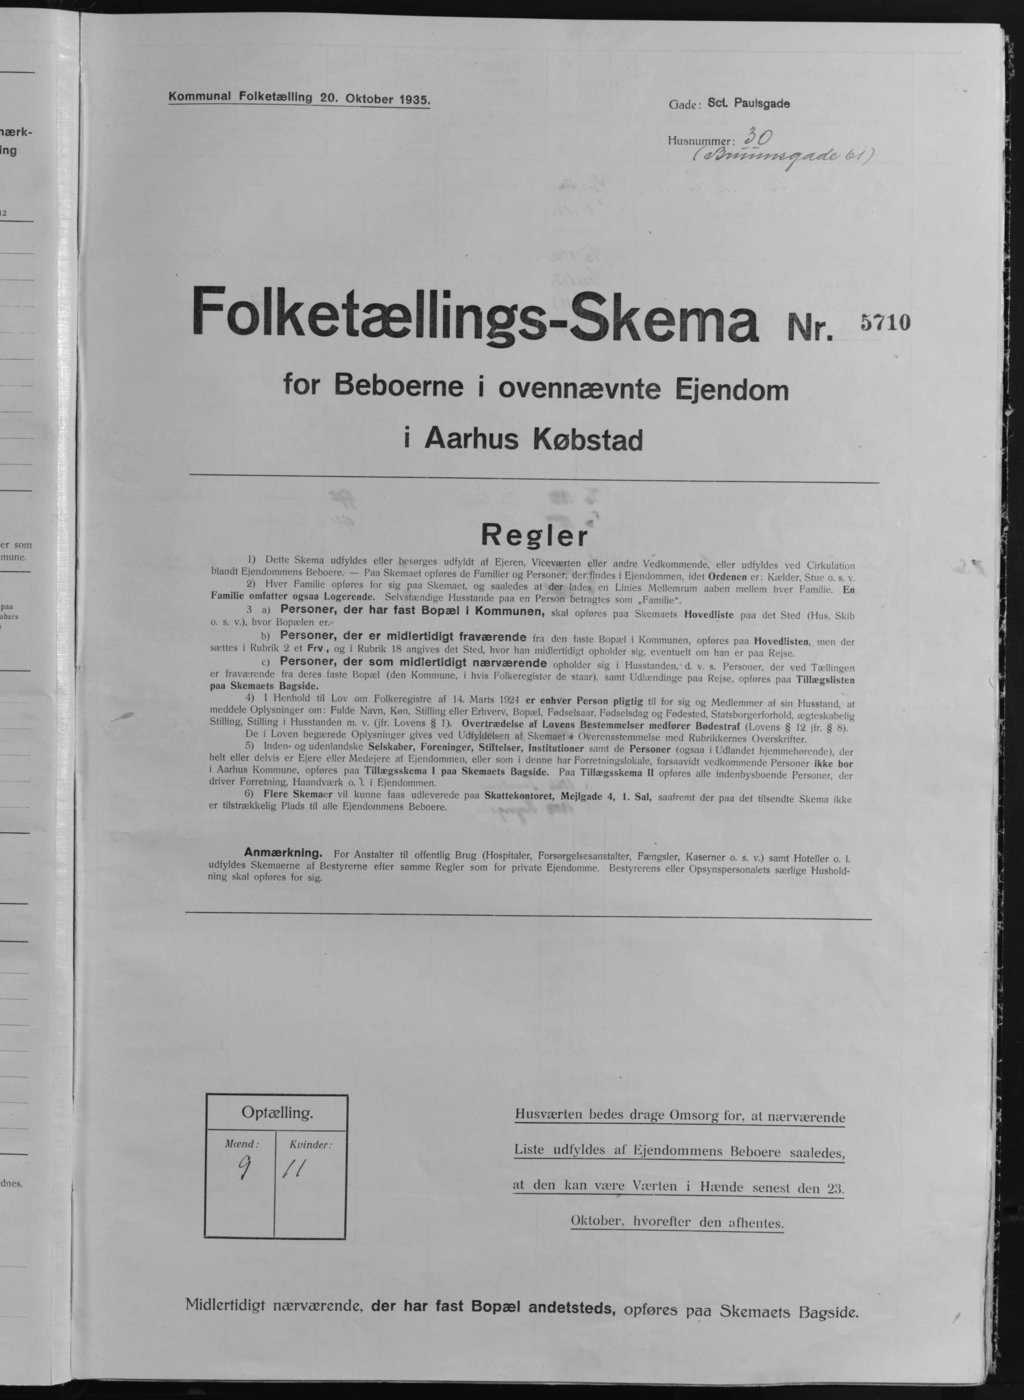 Kommunal Folketælling 20. Oktober 1935.
Gade: Sct. Paulsgade
Husnummer: 30
(Bruunsgade 61)
Folketællings-Skema Nr. 5710
for Beboerne i ovennævnte Ejendom
i Aarhus Købstad
Regler
1) Dette Skema udfyldes eller besørges udfyldt af Ejeren, Viceværten eller andre Vedkommende, eller udfyldes ved Cirkulation
blandt Ejendommens Beboere. — Paa Skemaet opføres de Familier og Personer, der findes i Ejendommen, idet Ordenen er: Kælder, Stue o. s. v.
2) Hver Familie opføres for sig paa Skemaet, og saaledes at der lades en Linies Mellemrum aaben mellem hver Familie. En
Familie omfatter ogsaa Logerende. Selvstændige Husstande paa en Person betragtes som „Familie“.
3 a) Personer, der har fast Bopæl i Kommunen, skal opføres paa Skemaets Hovedliste paa det Sted (Hus, Skib
o. s. v.), hvor Bopælen er.
b) Personer, der er midlertidigt fraværende fra den faste Bopæl i Kommunen, opføres paa Hovedlisten, men der
sættes i Rubrik 2 et Frv., og i Rubrik 18 angives det Sted, hvor han midlertidigt opholder sig, eventuelt om han er paa Rejse.
c) Personer, der som midlertidigt nærværende opholder sig i Husstanden, d. v. s. Personer, der ved Tællingen
er fraværende fra deres faste Bopæl (den Kommune, i hvis Folkeregister de staar), samt Udlændinge paa Rejse, opføres paa Tillægslisten
paa Skemaets Bagside.
4) I Henhold til Lov om Folkeregistre af 14. Marts 1924 er enhver Person pligtig til for sig og Medlemmer af sin Husstand, at
meddele Oplysninger om: Fulde Navn, Køn, Stilling eller Erhverv, Bopæl, Fødselsaar, Fødselsdag og Fødested, Statsborgerforhold, ægteskabelig
Stilling, Stilling i Husstanden m. v. (jfr. Lovens § 1). Overtrædelse af Lovens Bestemmelser medfører Bødestraf (Lovens § 12 jfr. § 8).
De i Loven begærede Oplysninger gives ved Udfyldelsen af Skemaet i Overensstemmelse med Rubrikkernes Overskrifter.
5) Inden- og udenlandske Selskaber, Foreninger, Stiftelser, Institutioner samt de Personer (ogsaa i Udlandet hjemmehørende), der
helt eller delvis er Ejere eller Medejere af Ejendommen, eller som i denne har Forretningslokale, forsaavidt vedkommende Personer ikke bor
i Aarhus Kommune, opføres paa Tillægsskema I paa Skemaets Bagside. Paa Tillægsskema II opføres alle indenbysboende Personer, der
driver Forretning, Haandværk o. l. i Ejendommen.
6) Flere Skemaer vil kunne faas udleverede paa Skattekontoret, Mejlgade 4, 1. Sal, saafremt der paa det tilsendte Skema ikke
er tilstrækkelig Plads til alle Ejendommens Beboere.
Anmærkning. For Anstalter til offentlig Brug (Hospitaler, Forsørgelsesanstalter, Fængsler, Kaserner o. s. v.) samt Hoteller o. l.
udfyldes Skemaerne af Bestyrerne efter samme Regler som for private Ejendomme. Bestyrerens eller Opsynspersonalets særlige Hushold-
ning skal opføres for sig.
Optælling.
Mænd: Kvinder:
9 11
Husværten bedes drage Omsorg for, at nærværende
Liste udfyldes af Ejendommens Beboere saaledes,
at den kan være Værten i Hænde senest den 23.
Oktober, hvorefter den afhentes.
Midlertidigt nærværende, der har fast Bopæl andetsteds, opføres paa Skemaets Bagside.